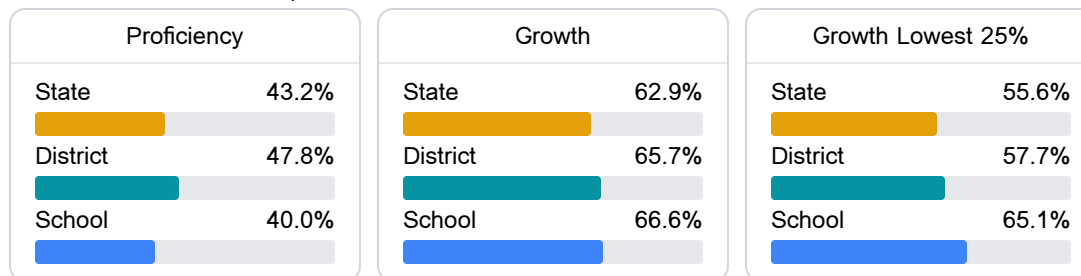 Proficiency
State 43.2%
District 47.8%
School 40.0%
Growth
State 62.9%
District 65.7%
School 66.6%
Growth Lowest 25%
State 55.6%
District 57.7%
School 65.1%